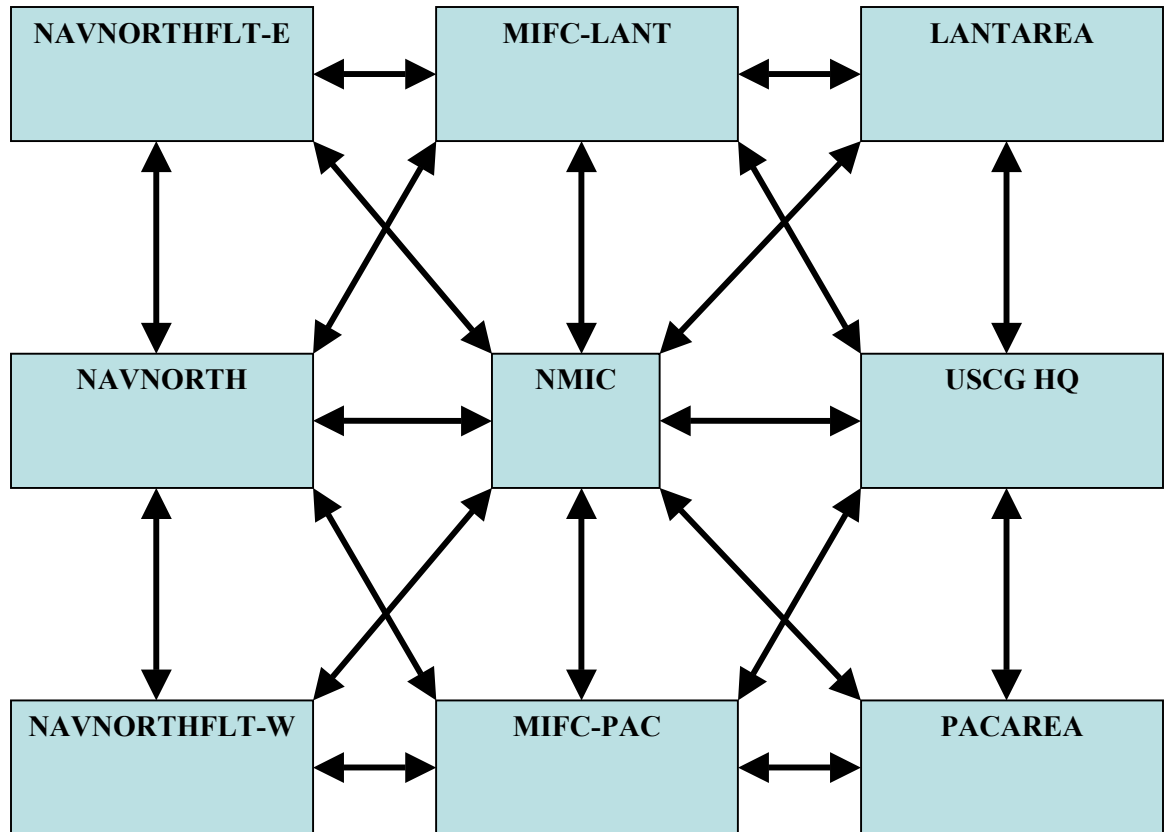 NAVNORTHFLT-E
MIFC-LANT
LANTAREA
NAVNORTH
NMIC
USCG HQ
NAVNORTHFLT-W
MIFC-PAC
PACAREA